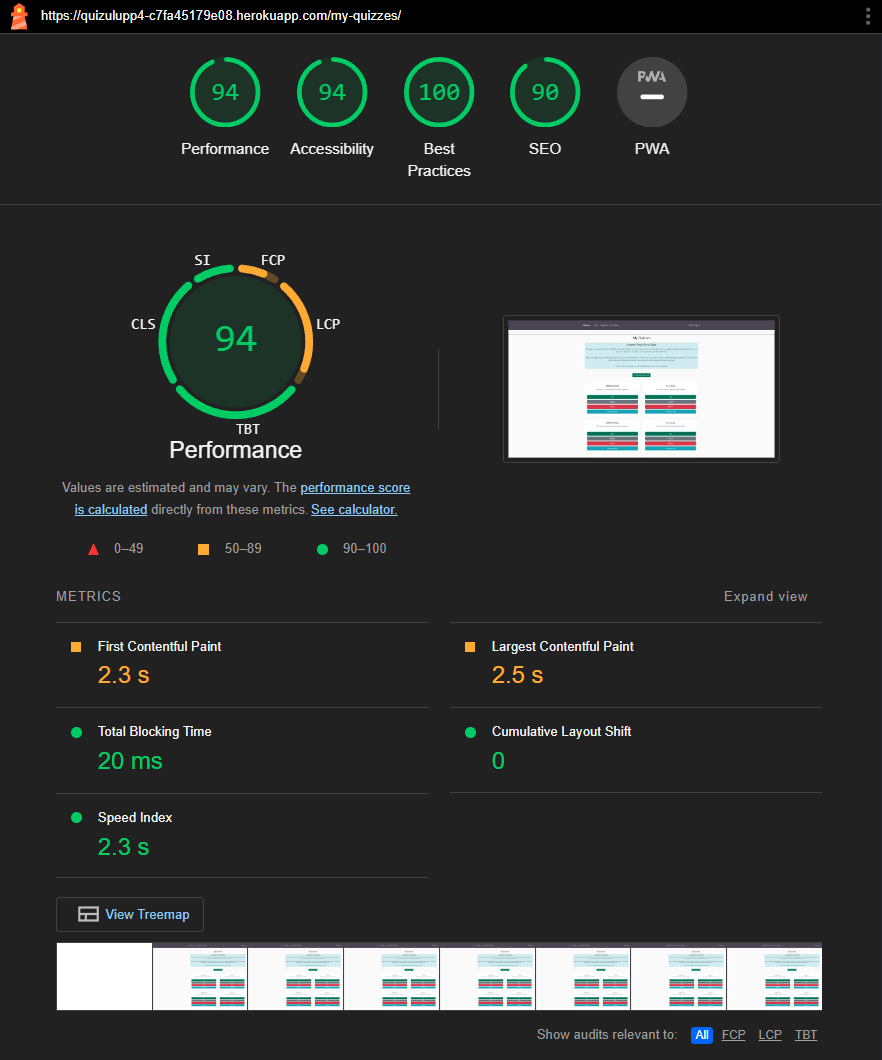 https://quizulupp4-c7fa45179e08.herokuapp.com/my-quizzes/
94
94
100
90
PWA
Performance
Accessibility
Best
Practices
SEO
PWA
SI
FCP
CLS
LCP
94
TBT
Performance
Values are estimated and may vary. The performance score
is calculated directly from these metrics. See calculator.
0–49
50–89
90–100
METRICS
Expand view
First Contentful Paint
2.3 s
Largest Contentful Paint
2.5 s
Total Blocking Time
20 ms
Cumulative Layout Shift
0
Speed Index
2.3 s
View Treemap
Show audits relevant to: All FCP LCP TBT